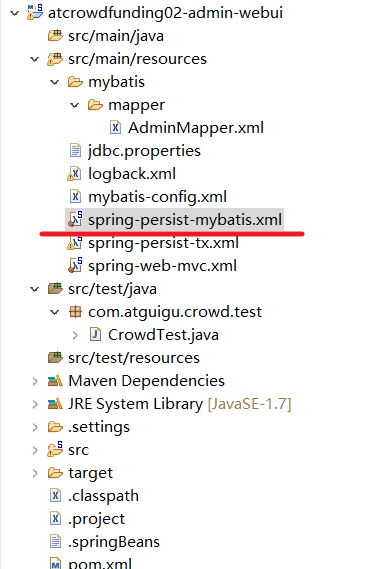 atcrowdfunding02-admin-webui
src/main/java
src/main/resources
mybatis
mapper
AdminMapper.xml
jdbc.properties
logback.xml
mybatis-config.xml
spring-persist-mybatis.xml
spring-persist-tx.xml
spring-web-mvc.xml
src/test/java
com.atguigu.crowd.test
CrowdTest.java
src/test/resources
Maven Dependencies
JRE System Library [JavaSE-1.7]
.settings
src
target
.classpath
.project
.springBeans
pom.xml